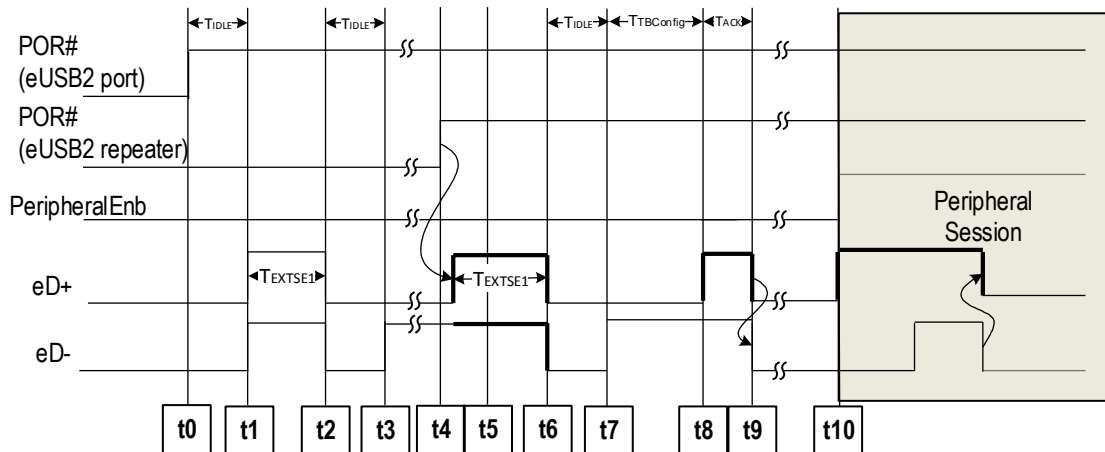 TIDLE TIDLE TIDLE TTBConfig TACK
POR#
(eUSB2 port)
POR#
(eUSB2 repeater)
PeripheralEnb
Peripheral
Session
eD+
TEXTSE1 TEXTSE1
eD-
t0 t1 t2 t3 t4 t5 t6 t7 t8 t9 t10